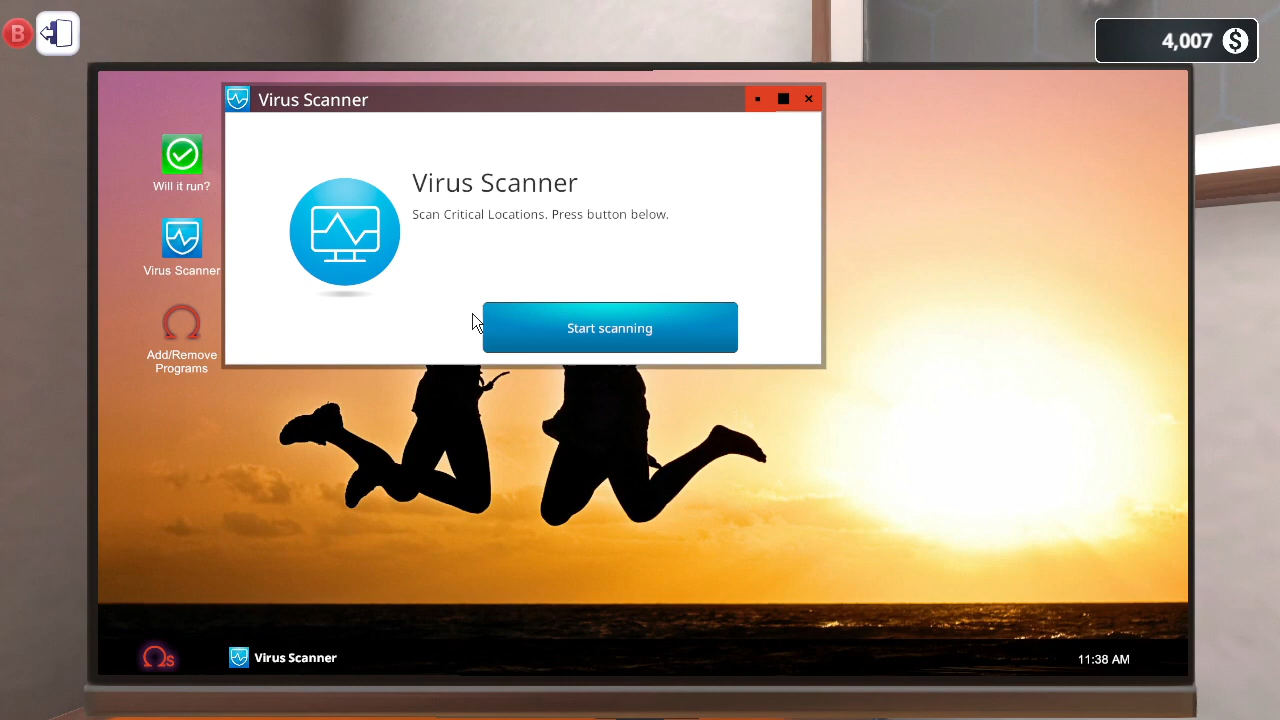 B
4,007 $
Virus Scanner
Will it run?
Virus Scanner
Add/Remove
Programs
Virus Scanner
Scan Critical Locations. Press button below.
Start scanning
Ωs
Virus Scanner
11:38 AM